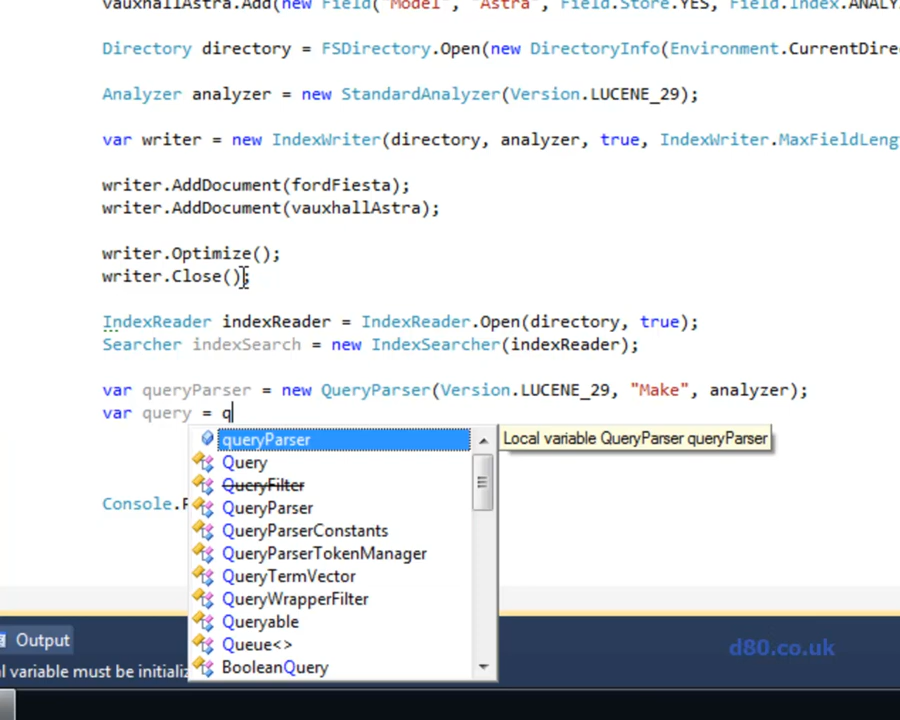 vauxhallAstra.Add(new Field("Model", "Astra", Field.Store.YES, Field.Index.ANALY
Directory directory = FSDirectory.Open(new DirectoryInfo(Environment.CurrentDire
Analyzer analyzer = new StandardAnalyzer(Version.LUCENE_29);
var writer = new IndexWriter(directory, analyzer, true, IndexWriter.MaxFieldLeng
writer.AddDocument(fordFiesta);
writer.AddDocument(vauxhallAstra);
writer.Optimize();
writer.Close();
IndexReader indexReader = IndexReader.Open(directory, true);
Searcher indexSearch = new IndexSearcher(indexReader);
var queryParser = new QueryParser(Version.LUCENE_29, "Make", analyzer);
var query = q
queryParser
Local variable QueryParser queryParser
Query
QueryFilter
QueryParser
Console.R
QueryParserConstants
QueryParserTokenManager
QueryTermVector
QueryWrapperFilter
Queryable
Queue<>
BooleanQuery
Output
d80.co.uk
al variable must be initializ